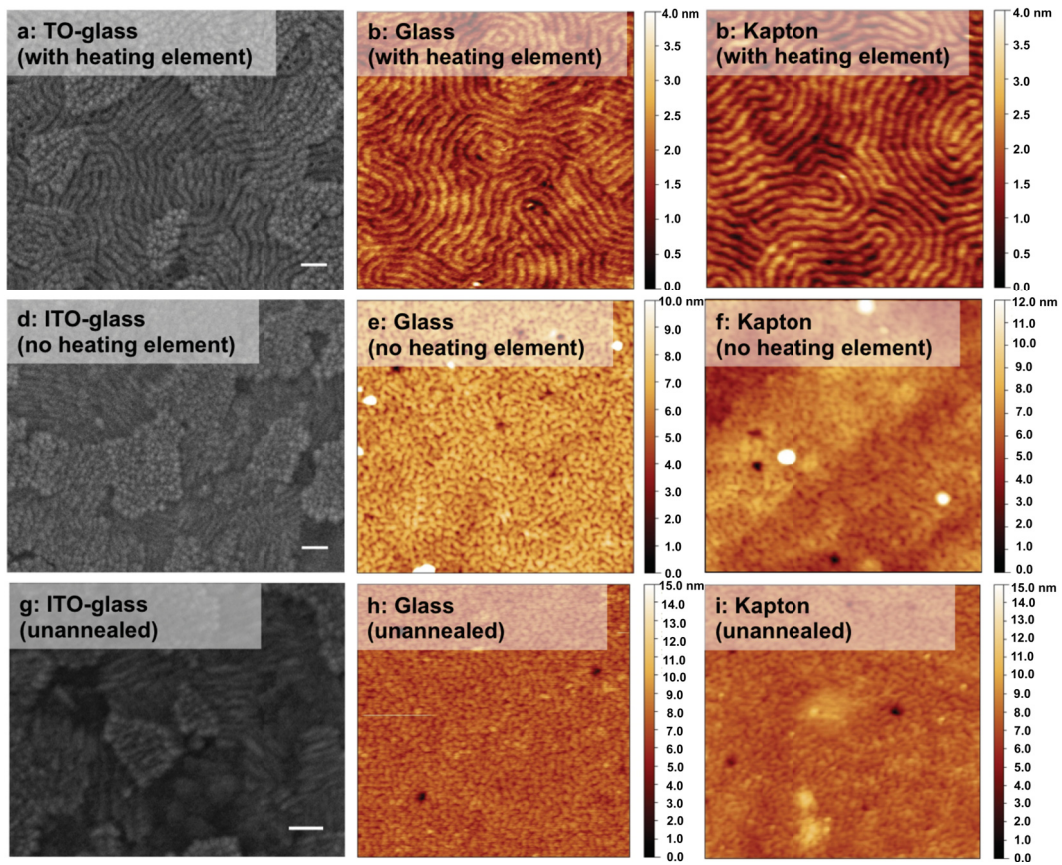 a: TO-glass
(with heating element)
b: Glass
(with heating element)
4.0 nm
3.5
3.0
2.5
2.0
1.5
1.0
0.5
0.0
b: Kapton
(with heating element)
4.0 nm
3.5
3.0
2.5
2.0
1.5
1.0
0.5
0.0
d: ITO-glass
(no heating element)
e: Glass
(no heating element)
10.0 nm
9.0
8.0
7.0
6.0
5.0
4.0
3.0
2.0
1.0
0.0
f: Kapton
(no heating element)
12.0 nm
11.0
10.0
9.0
8.0
7.0
6.0
5.0
4.0
3.0
2.0
1.0
0.0
g: ITO-glass
(unannealed)
h: Glass
(unannealed)
15.0 nm
14.0
13.0
12.0
11.0
10.0
9.0
8.0
7.0
6.0
5.0
4.0
3.0
2.0
1.0
0.0
i: Kapton
(unannealed)
15.0 nm
14.0
13.0
12.0
11.0
10.0
9.0
8.0
7.0
6.0
5.0
4.0
3.0
2.0
1.0
0.0